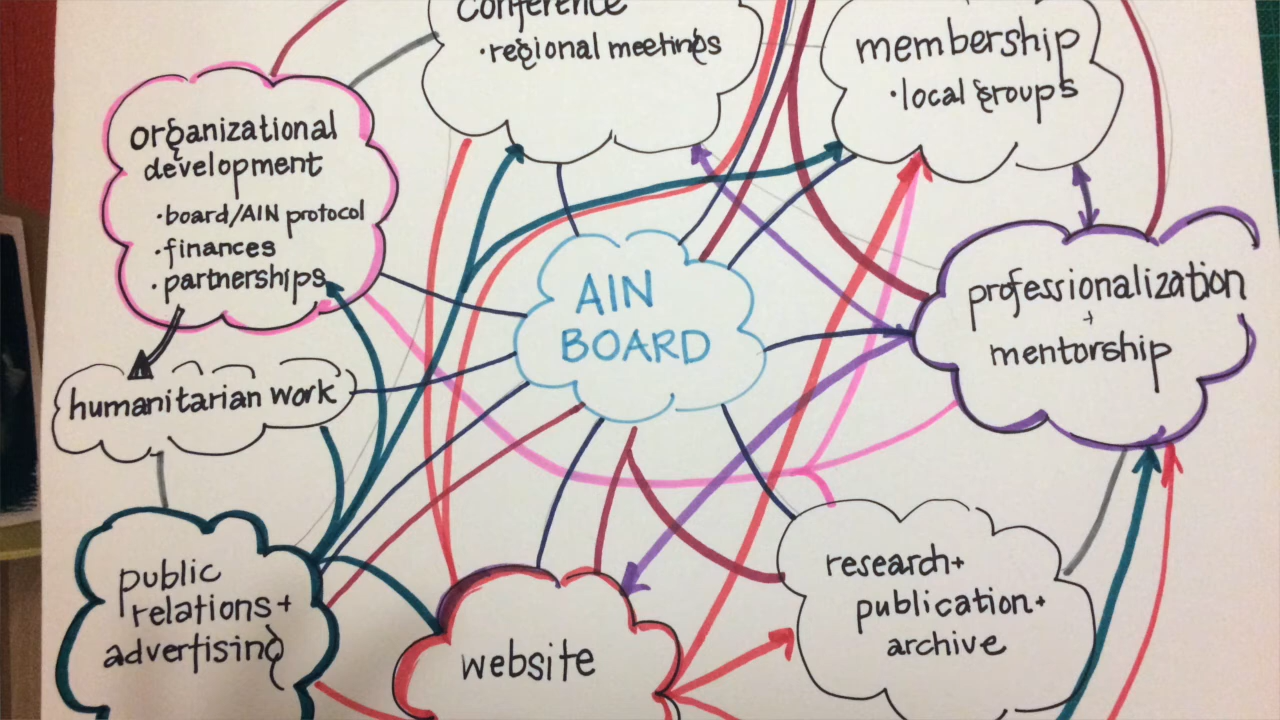 conference
· regional meetings
membership
· local groups
organizational
development
· board/AIN protocol
· finances
· partnerships
AIN
BOARD
professionalization
+
mentorship
humanitarian work
public
relations+
advertising
website
research+
publication+
archive